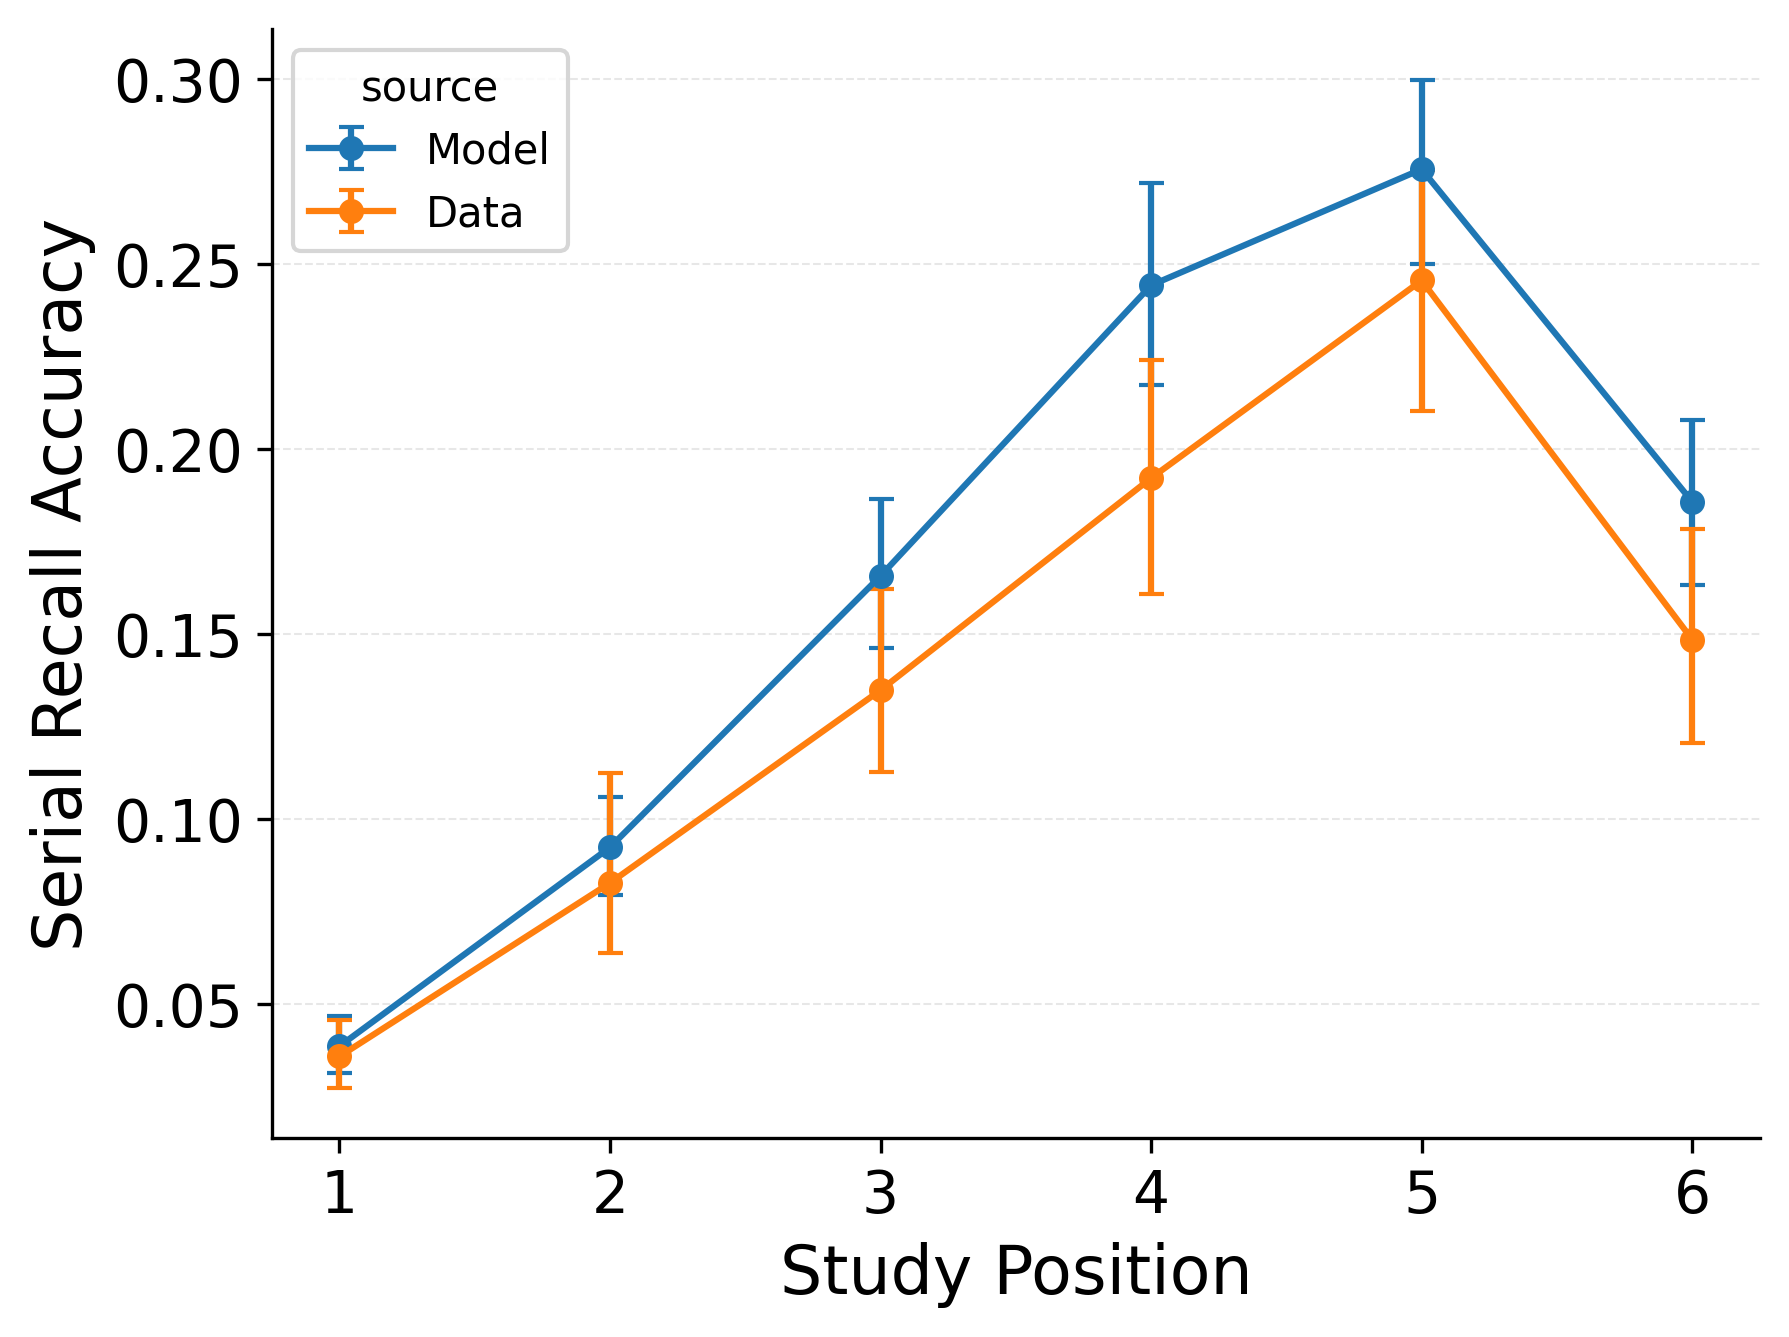 0.30
0.25
0.20
0.15
0.10
0.05
Serial Recall Accuracy
source
Model
Data
1 2 3 4 5 6
Study Position